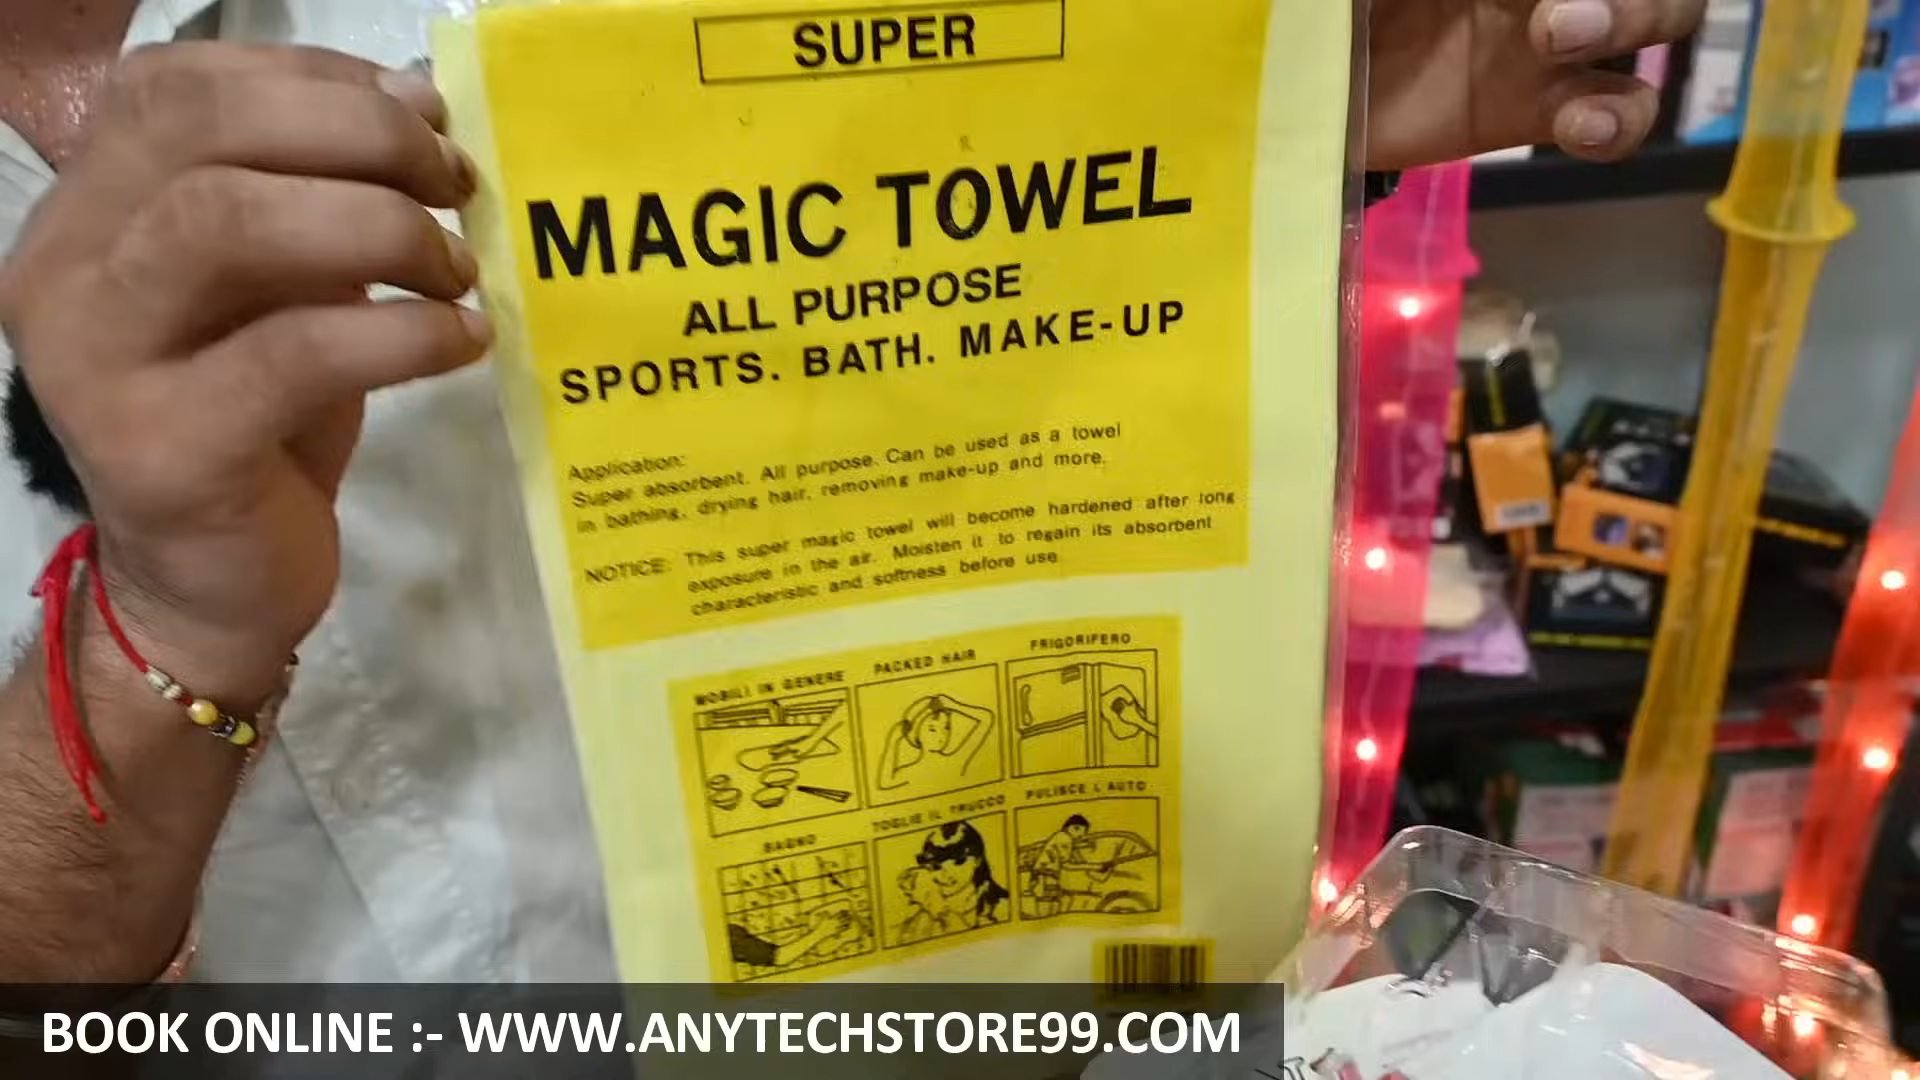 SUPER
MAGIC TOWEL
ALL PURPOSE
SPORTS. BATH. MAKE-UP
Application:
Super absorbent. All purpose. Can be used as a towel
in bathing, drying hair, removing make-up and more.
NOTICE: This super magic towel will become hardened after long
exposure in the air. Moisten it to regain its absorbent
characteristic and softness before use
MOBILI IN GENERE
PACKED HAIR
FRIGORIFERO
BAGNO
TOGLIE IL TRUCCO
PULISCE L AUTO
BOOK ONLINE :- WWW.ANYTECHSTORE99.COM